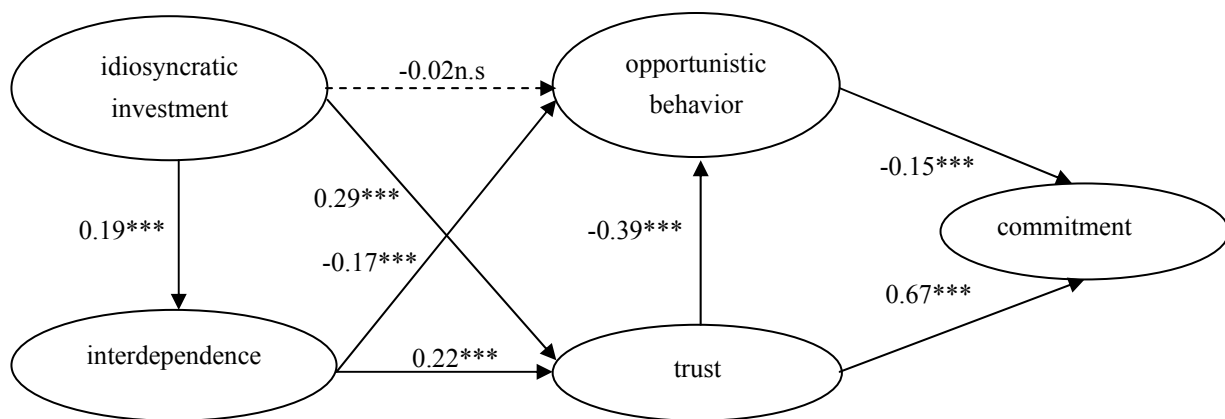 idiosyncratic
investment
-0.02n.s
opportunistic
behavior
-0.15***
0.29***
0.19***
-0.39***
commitment
-0.17***
0.67***
interdependence
0.22***
trust